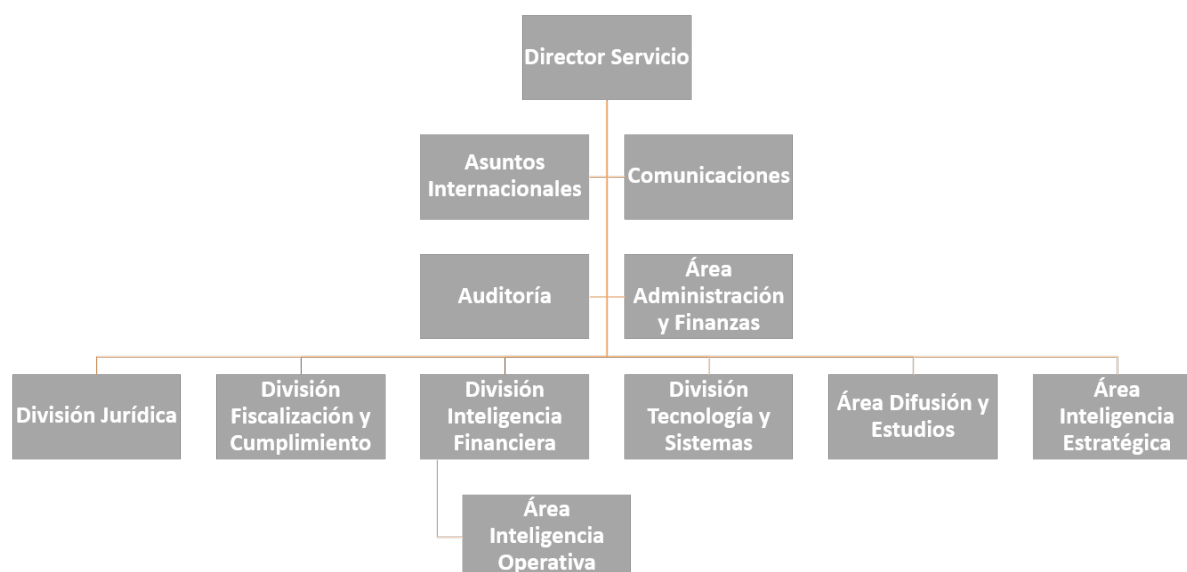 Director Servicio
Asuntos
Internacionales
Comunicaciones
Auditoría
Área
Administración
y Finanzas
División Jurídica
División
Fiscalización y
Cumplimiento
División
Inteligencia
Financiera
División
Tecnología y
Sistemas
Área Difusión y
Estudios
Área
Inteligencia
Estratégica
Área
Inteligencia
Operativa